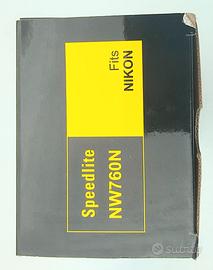 Speedlite
NW760N
Fits
NIKON
subito